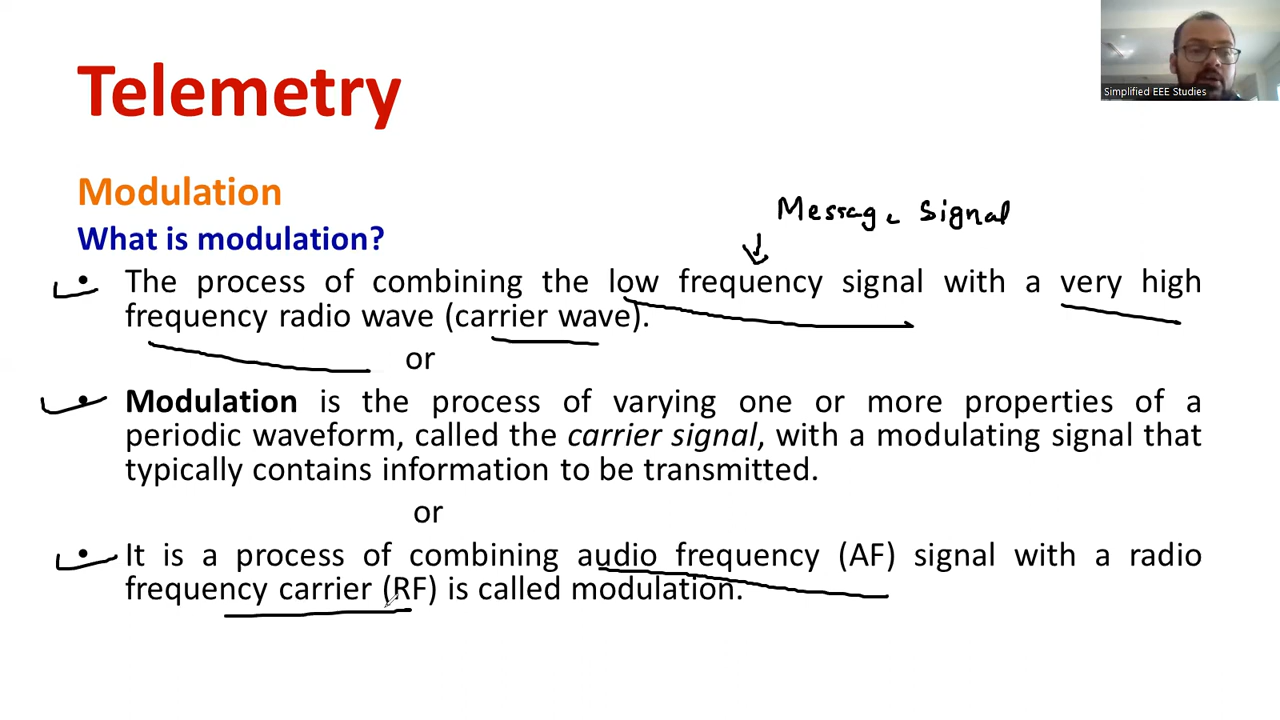 Telemetry
Simplified EEE Studies
Modulation
Message Signal
What is modulation?
• The process of combining the low frequency signal with a very high
frequency radio wave (carrier wave).
or
• Modulation is the process of varying one or more properties of a
periodic waveform, called the carrier signal, with a modulating signal that
typically contains information to be transmitted.
or
• It is a process of combining audio frequency (AF) signal with a radio
frequency carrier (RF) is called modulation.